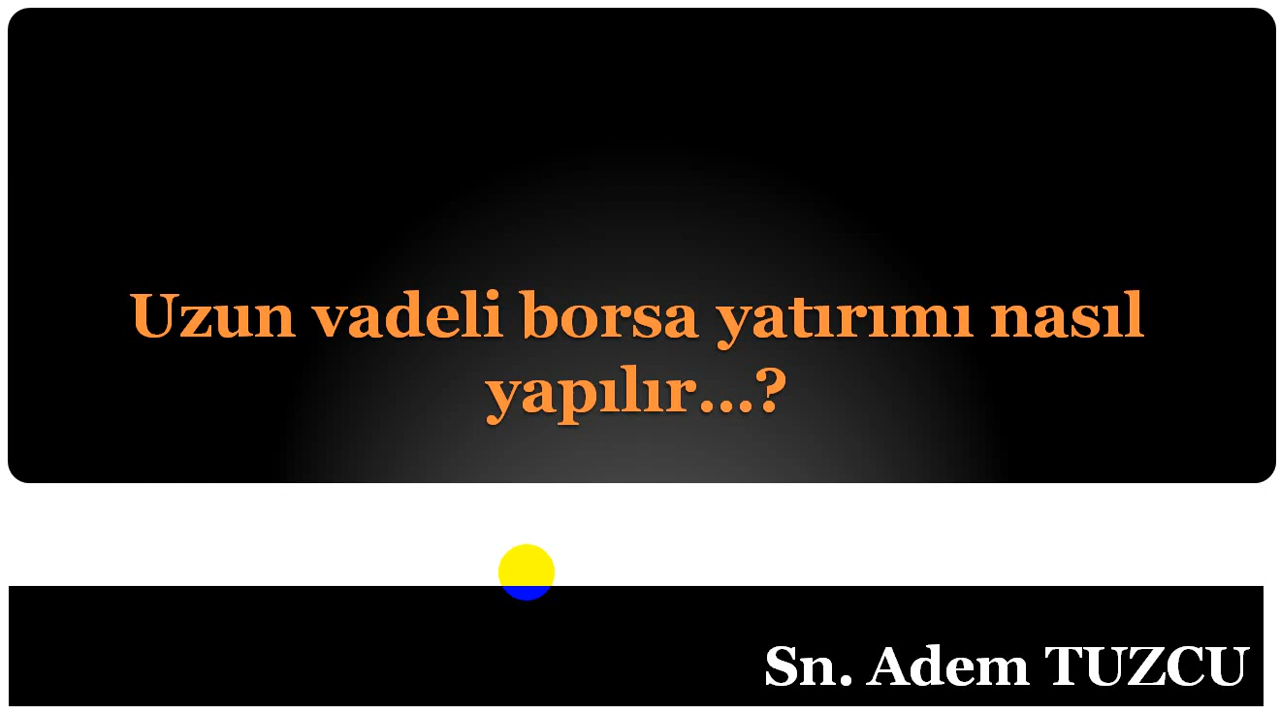 Uzun vadeli borsa yatırımı nasıl
yapılır...?
Sn. Adem TUZCU